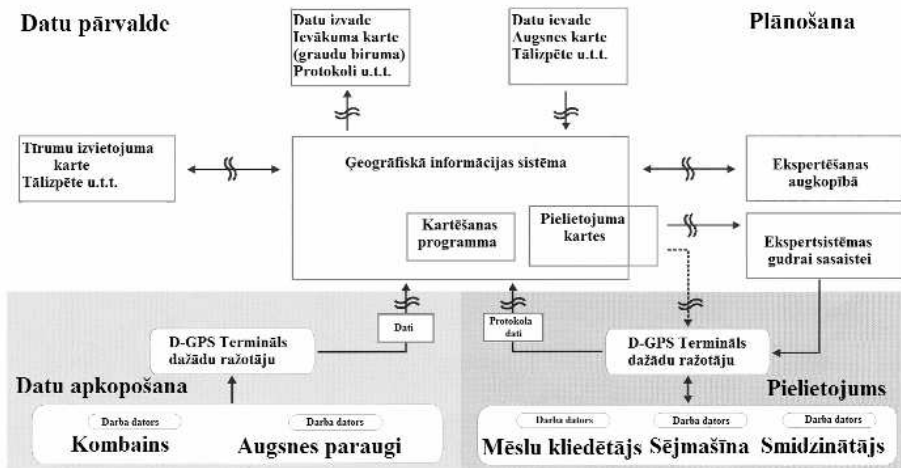 Datu pārvalde
Datu izvade
Ievākuma karte
(graudu biruma)
Protokoli u.t.t.
Datu ievade
Augsnes karte
Tālizpēte u.t.t.
Plānošana
Tīrumu izvietojuma
karte
Tālizpēte u.t.t.
Ģeogrāfiskā informācijas sistēma
Ekspertēšanas
augkopībā
Kartēšanas
programma
Pielietojuma
kartes
Ekspertsistēmas
gudrai sasaistei
Dati
Protokola
dati
D-GPS Termināls
dažādu ražotāju
D-GPS Termināls
dažādu ražotāju
Datu apkopošana
Pielietojums
Darba dators
Kombains
Darba dators
Augsnes paraugi
Darba dators
Mēslu kliedētājs
Darba dators
Sējmašīna
Darba dators
Smidzinātājs